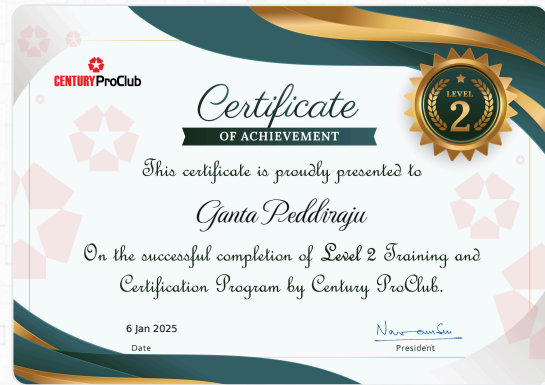 CENTURY ProClub
Certificate
OF ACHIEVEMENT
LEVEL
2
This certificate is proudly presented to
Ganta Peddiraju
On the successful completion of Level 2 Training and
Certification Program by Century ProClub.
6 Jan 2025
Date
President